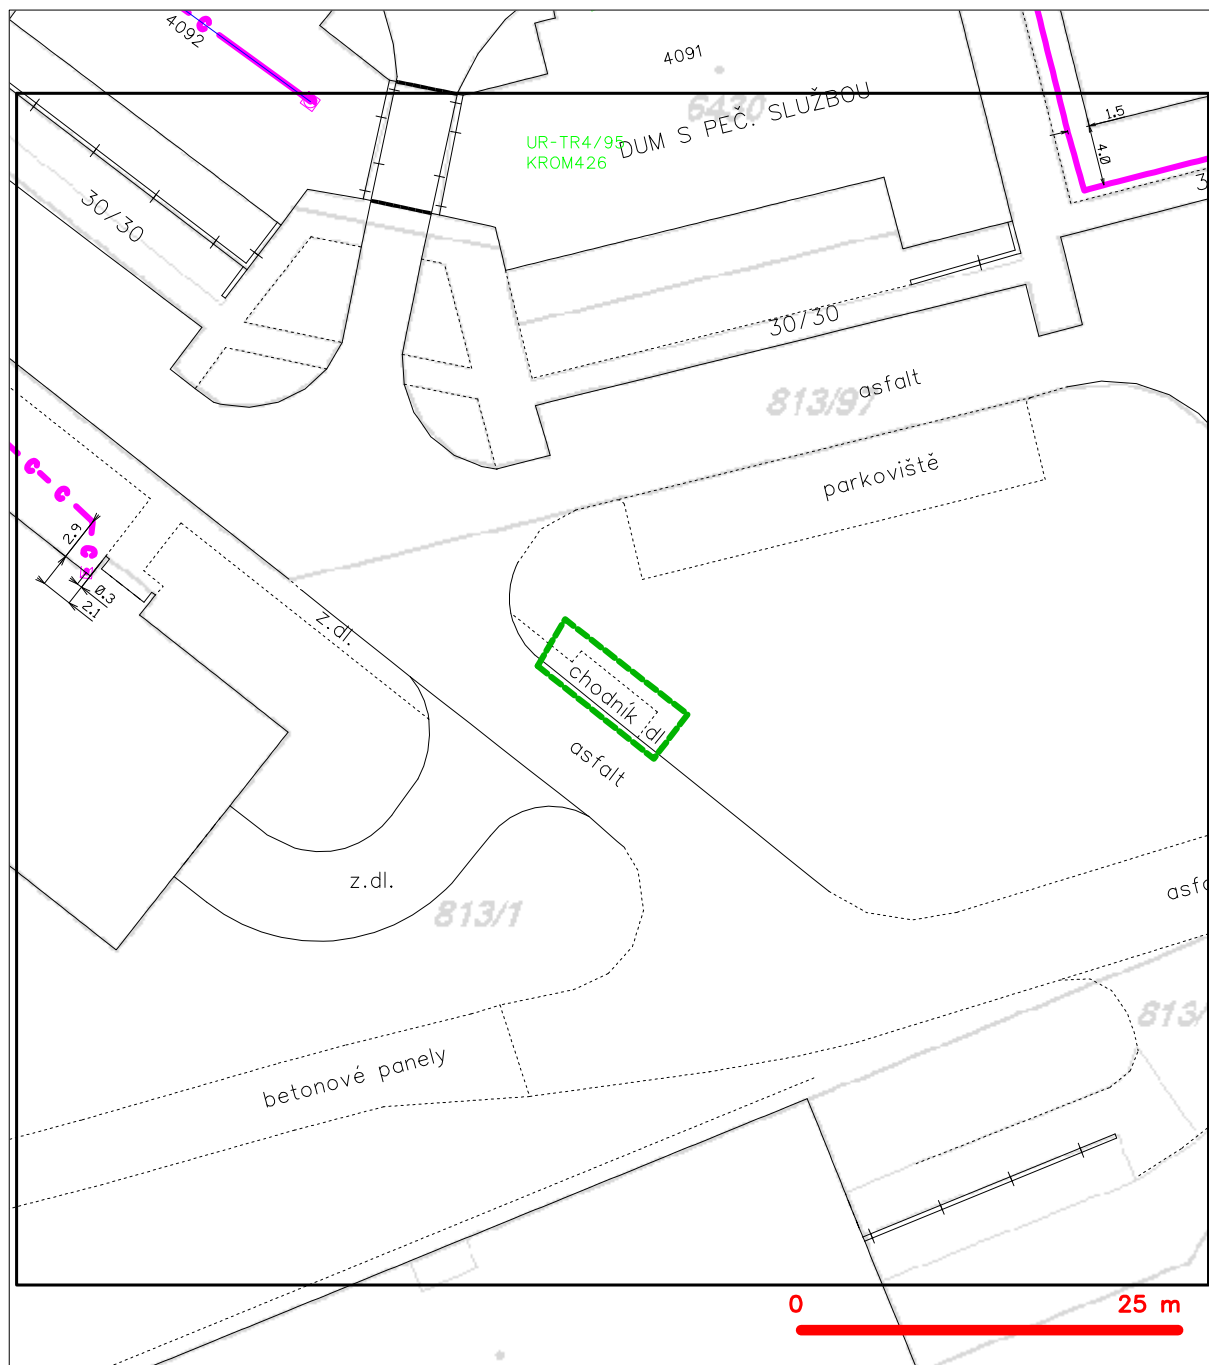 4092
4091
6430
DUM S PEČ. SLUŽBOU
UR-TR4/95
KROM426
1.5
4.0
30/30
30/30
asfalt
813/97
parkoviště
2.9
0.3
2.1
z.dl.
chodník
dl
asfalt
z.dl.
813/1
betonové panely
0
25 m